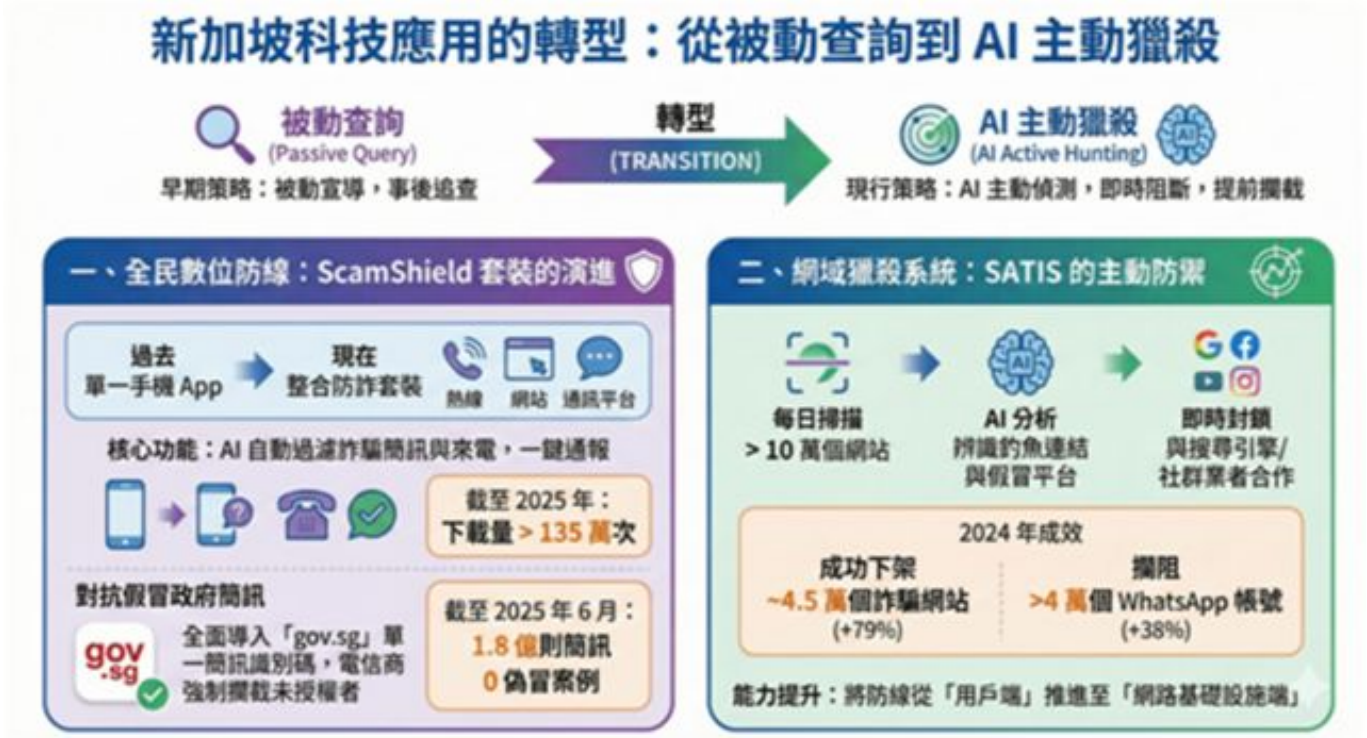 新加坡科技應用的轉型：從被動查詢到 AI 主動獵殺
被動查詢
(Passive Query)
早期策略：被動宣導，事後追查
轉型
(TRANSITION)
AI 主動獵殺
(AI Active Hunting)
AI
現行策略：AI 主動偵測，即時阻斷，提前攔截
一、全民數位防線：ScamShield 套裝的演進
過去
單一手機 App
現在
整合防詐套裝
熱線
網站
通訊平台
核心功能：AI 自動過濾詐騙簡訊與來電，一鍵通報
?
截至 2025 年：
下載量 > 135 萬次
對抗假冒政府簡訊
gov
.sg
全面導入「gov.sg」單
一簡訊識別碼，電信商
強制攔截未授權者
截至 2025 年 6 月：
1.8 億則簡訊
0 偽冒案例
二、網域獵殺系統：SATIS 的主動防禦
每日掃描
> 10 萬個網站
AI
AI 分析
辨識釣魚連結
與假冒平台
G f
即時封鎖
與搜尋引擎/
社群業者合作
2024 年成效
成功下架
~4.5 萬個詐騙網站
(+79%)
攔阻
>4 萬個 WhatsApp 帳號
(+38%)
能力提升：將防線從「用戶端」推進至「網路基礎設施端」